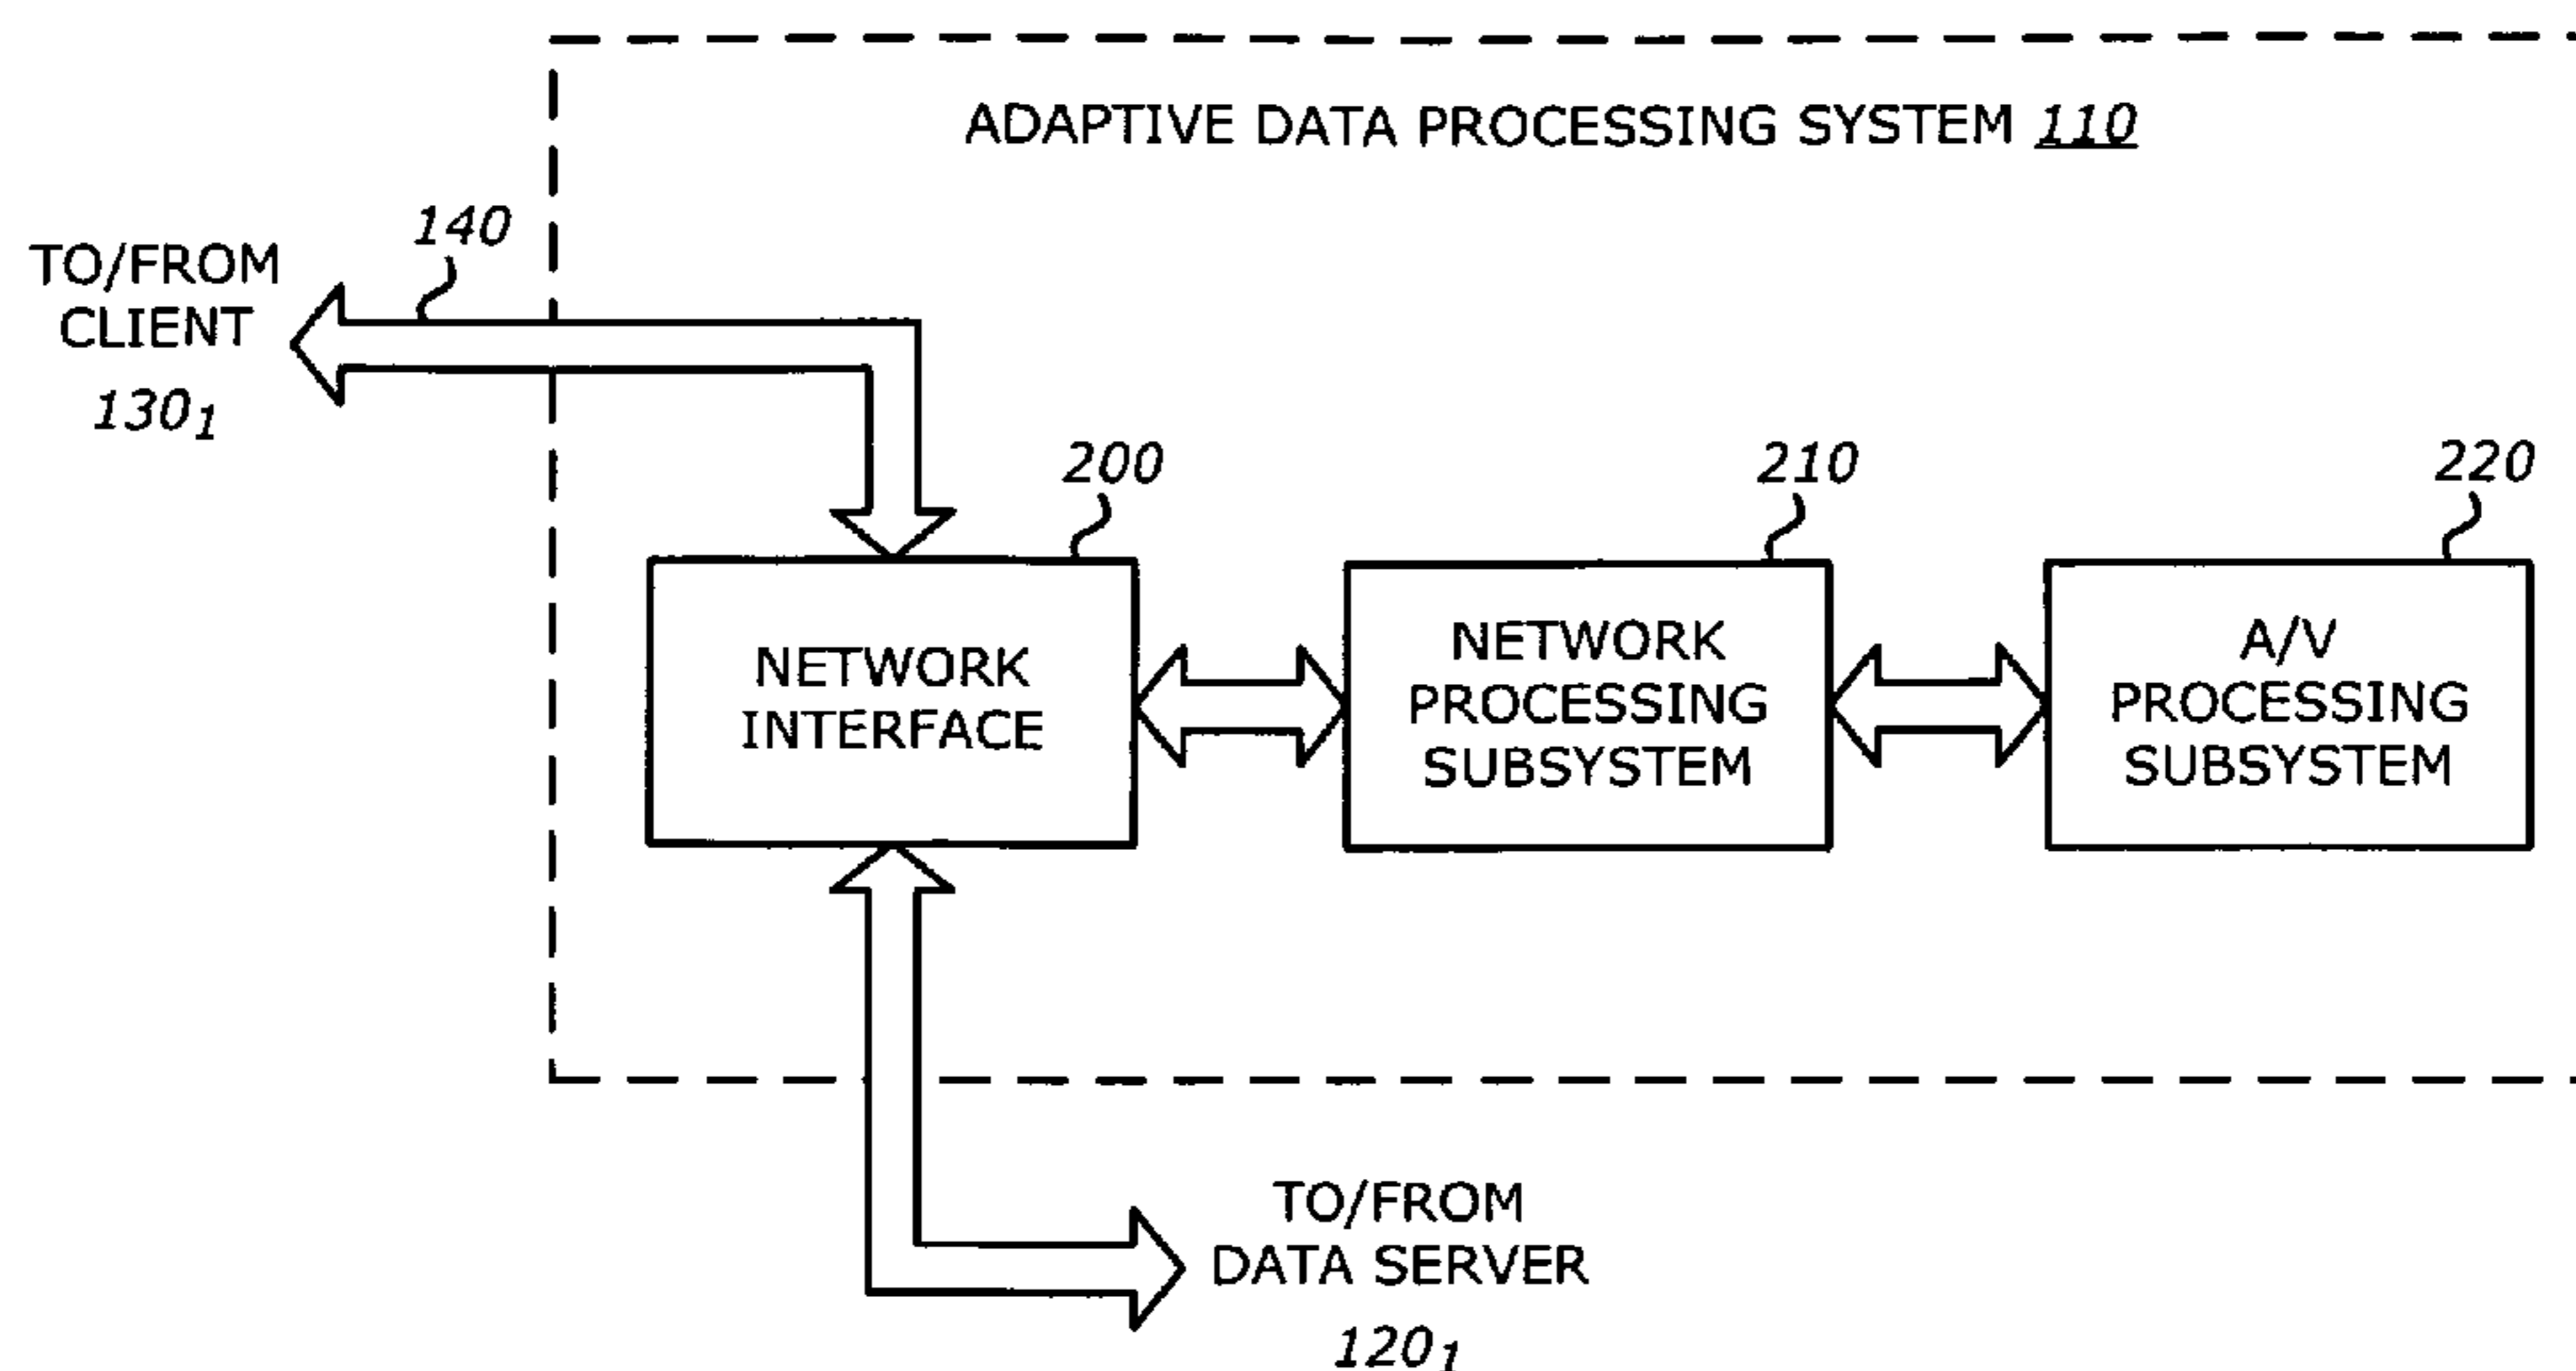 ADAPTIVE DATA PROCESSING SYSTEM 110
140
TO/FROM
CLIENT
130₁
200
210
220
NETWORK
INTERFACE
NETWORK
PROCESSING
SUBSYSTEM
A/V
PROCESSING
SUBSYSTEM
TO/FROM
DATA SERVER
120₁